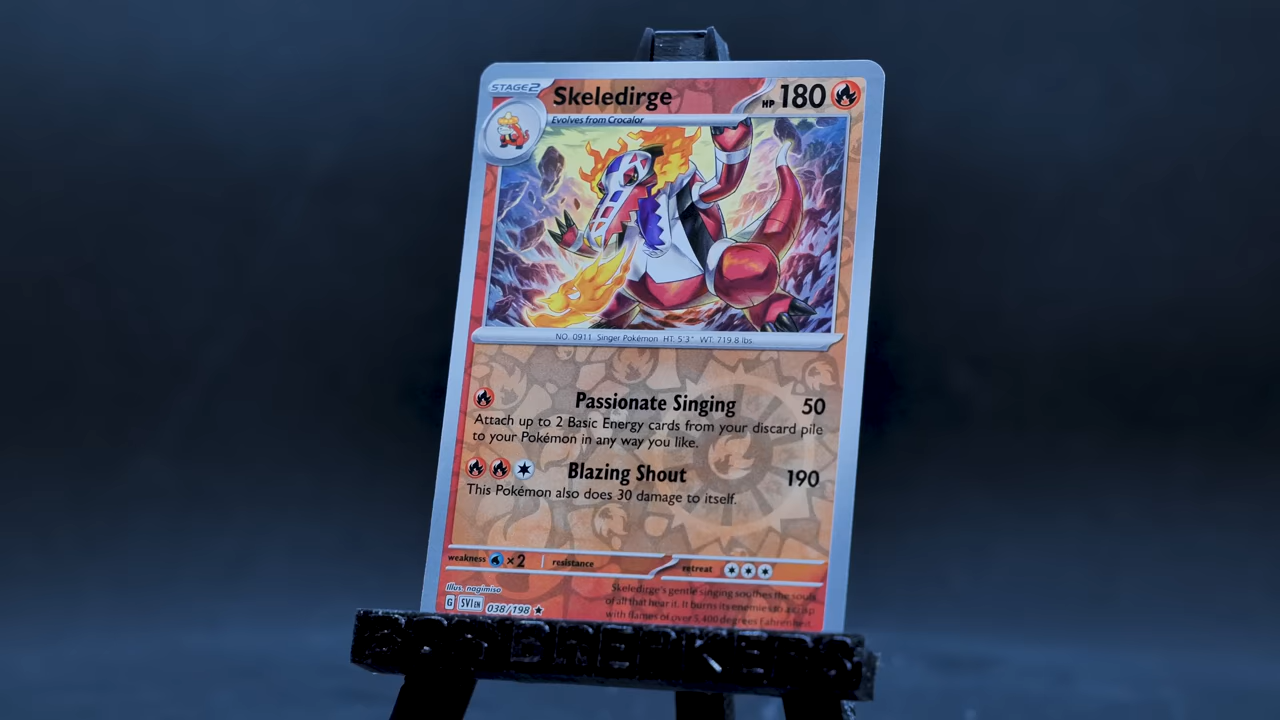 STAGE2 Skeledirge HP 180
Evolves from Crocalor
NO. 0911 Singer Pokémon HT: 5'3" WT: 719.8 lbs.
Passionate Singing 50
Attach up to 2 Basic Energy cards from your discard pile
to your Pokémon in any way you like.
Blazing Shout 190
This Pokémon also does 30 damage to itself.
weakness ×2 resistance retreat
Illus. nagimiso
G SVI EN 038/198 ★
Skeledirge's gentle singing soothes the souls
of all that hear it. It burns its enemies to a crisp
with flames of over 5,400 degrees Fahrenheit.